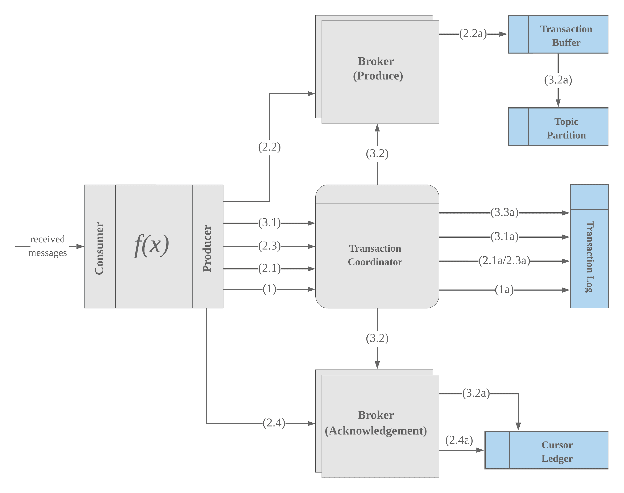 Broker
(Produce)
(2.2a)
Transaction
Buffer
(3.2a)
Topic
Partition
(2.2)
(3.2)
received
messages
Consumer
f(x)
Producer
(3.1)
(2.3)
(2.1)
(1)
Transaction
Coordinator
(3.3a)
(3.1a)
(2.1a/2.3a)
(1a)
Transaction Log
(3.2)
(2.4)
Broker
(Acknowledgement)
(3.2a)
(2.4a)
Cursor
Ledger